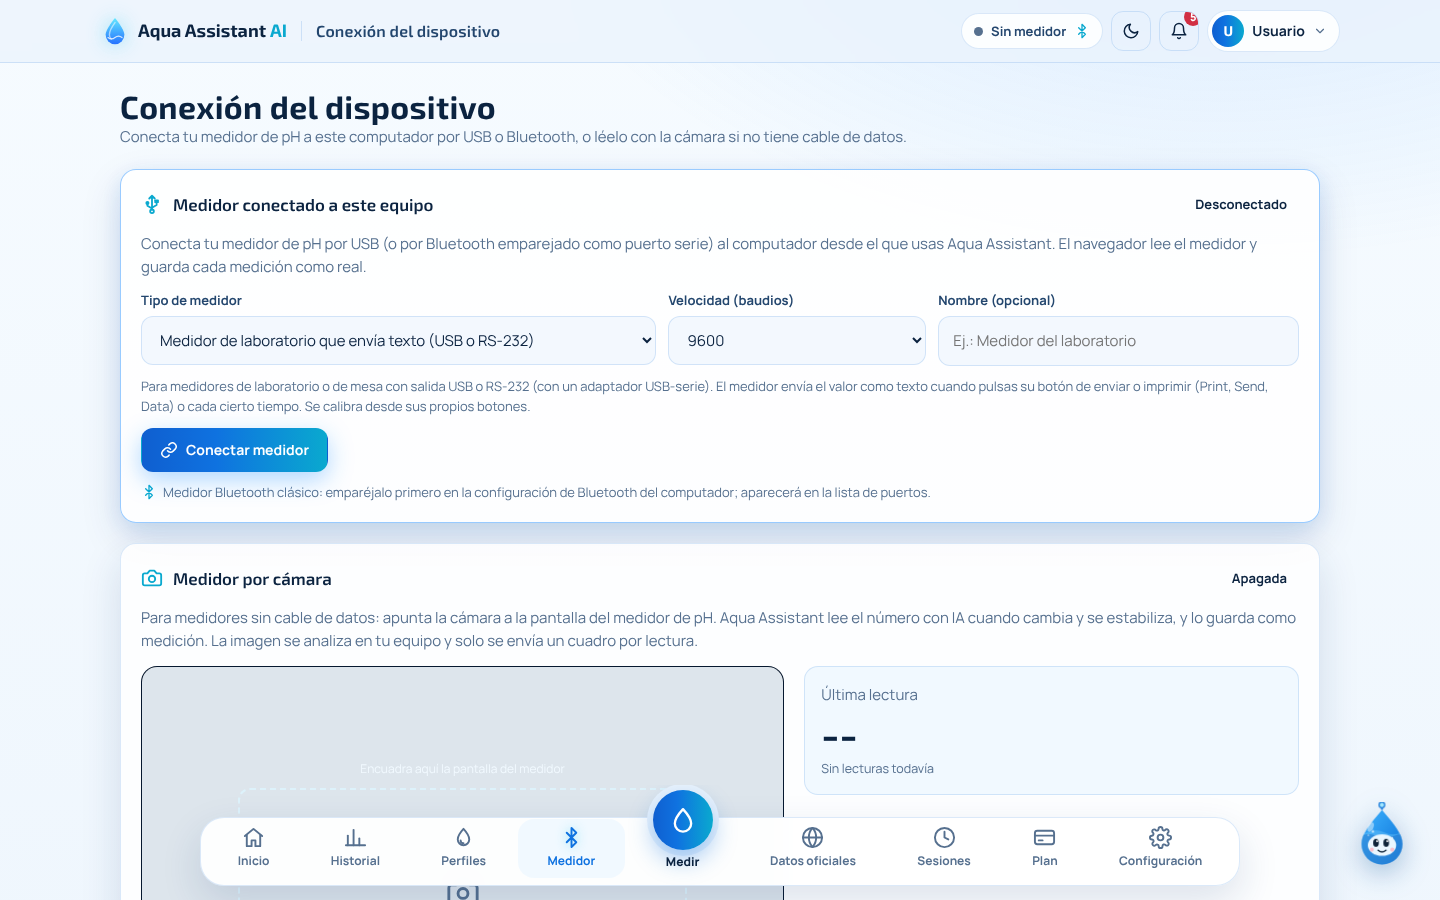 Aqua Assistant AI
Conexión del dispositivo
Sin medidor
5
U
Usuario
Conexión del dispositivo
Conecta tu medidor de pH a este computador por USB o Bluetooth, o léelo con la cámara si no tiene cable de datos.
Medidor conectado a este equipo
Desconectado
Conecta tu medidor de pH por USB (o por Bluetooth emparejado como puerto serie) al computador desde el que usas Aqua Assistant. El navegador lee el medidor y
guarda cada medición como real.
Tipo de medidor
Velocidad (baudios)
Nombre (opcional)
Medidor de laboratorio que envía texto (USB o RS-232)
9600
Ej.: Medidor del laboratorio
Para medidores de laboratorio o de mesa con salida USB o RS-232 (con un adaptador USB-serie). El medidor envía el valor como texto cuando pulsas su botón de enviar o imprimir (Print, Send,
Data) o cada cierto tiempo. Se calibra desde sus propios botones.
Conectar medidor
Medidor Bluetooth clásico: emparéjalo primero en la configuración de Bluetooth del computador; aparecerá en la lista de puertos.
Medidor por cámara
Apagada
Para medidores sin cable de datos: apunta la cámara a la pantalla del medidor de pH. Aqua Assistant lee el número con IA cuando cambia y se estabiliza, y lo guarda como
medición. La imagen se analiza en tu equipo y solo se envía un cuadro por lectura.
Encuadra aquí la pantalla del medidor
Última lectura
--
Sin lecturas todavía
Inicio
Historial
Perfiles
Medidor
Medir
Datos oficiales
Sesiones
Plan
Configuración